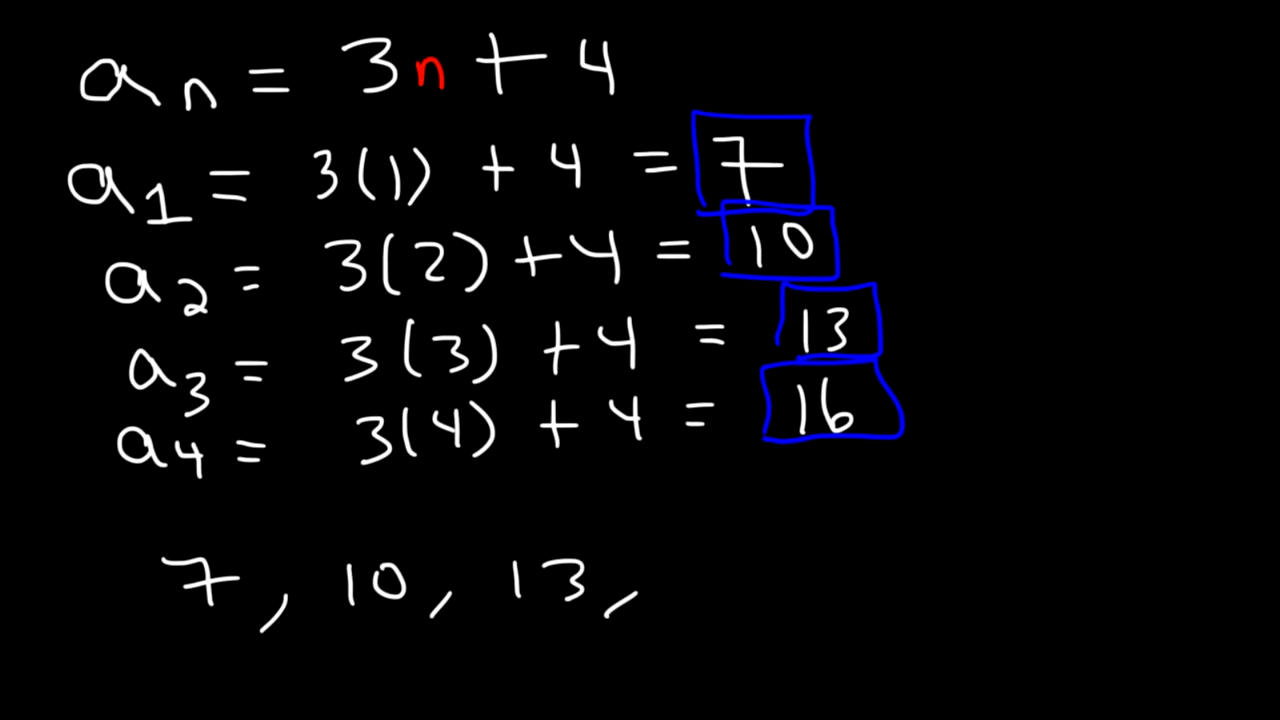 aₙ = 3n + 4
a₁ = 3(1) + 4 = 7
a₂ = 3(2) + 4 = 10
a₃ = 3(3) + 4 = 13
a₄ = 3(4) + 4 = 16
7, 10, 13,